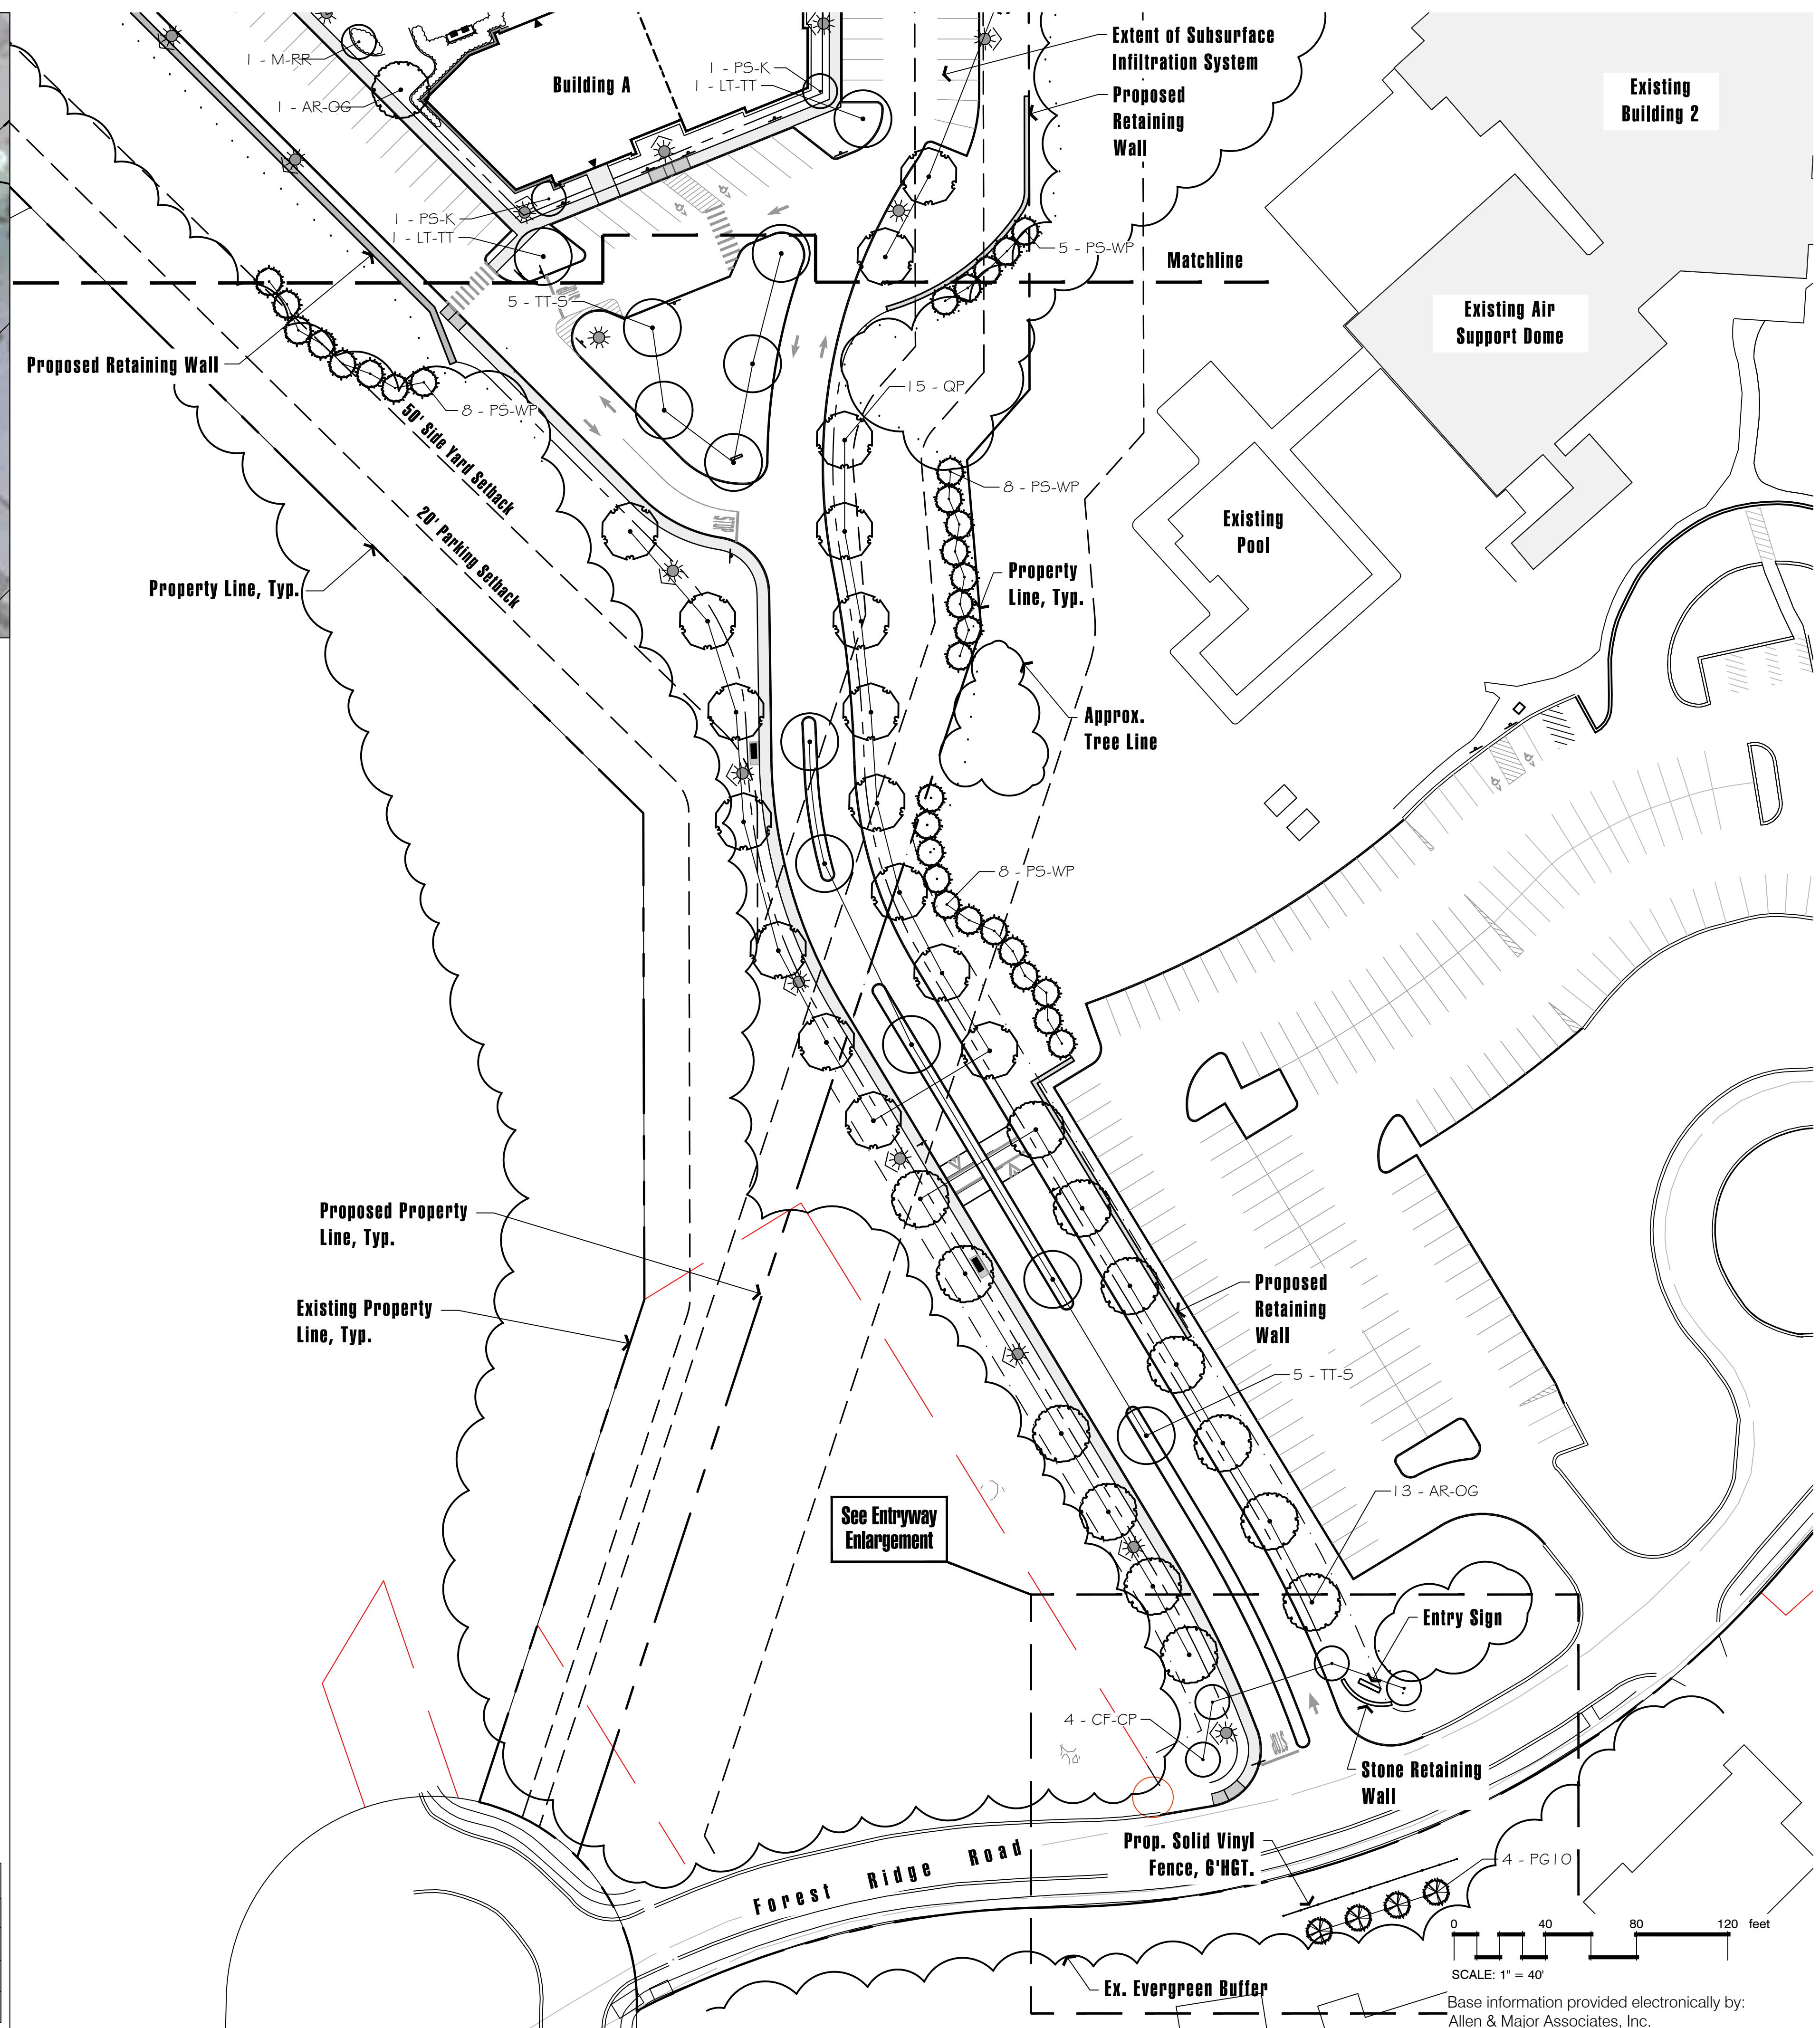 Extent of Subsurface
Infiltration System
1 - M-RR
Building A
1 - PS-K
1 - LT-TT
Existing
Building 2
1 - AR-OG
Proposed
Retaining
Wall
1 - PS-K
1 - LT-TT
5 - PS-WP
Matchline
5 - TT-S
Existing Air
Support Dome
Proposed Retaining Wall
15 - QP
8 - PS-WP
50' Side Yard Setback
8 - PS-WP
20' Parking Setback
STOP
Existing
Pool
Property Line, Typ.
Property
Line, Typ.
Approx.
Tree Line
8 - PS-WP
Proposed Property
Line, Typ.
Existing Property
Line, Typ.
Proposed
Retaining
Wall
5 - TT-S
13 - AR-OG
See Entryway
Enlargement
Entry Sign
4 - CF-CP
STOP
Stone Retaining
Wall
Prop. Solid Vinyl
Fence, 6'HGT.
4 - PG10
Forest Ridge Road
0 40 80 120 feet
SCALE: 1" = 40'
Ex. Evergreen Buffer
Base information provided electronically by:
Allen & Major Associates, Inc.